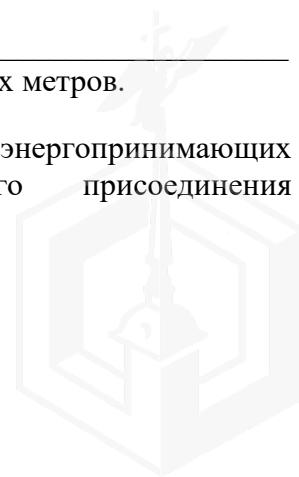 х метров.
энергопринимающих
го присоединения